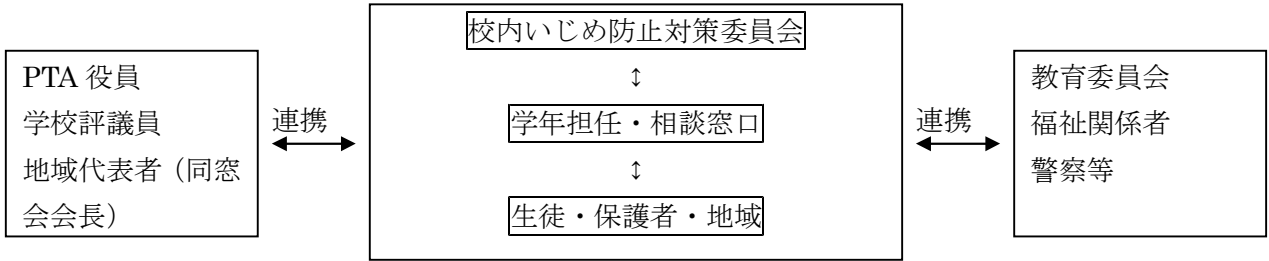 PTA 役員
学校評議員
地域代表者（同窓
会会長）
連携
校内いじめ防止対策委員会
↕
学年担任・相談窓口
↕
生徒・保護者・地域
連携
教育委員会
福祉関係者
警察等